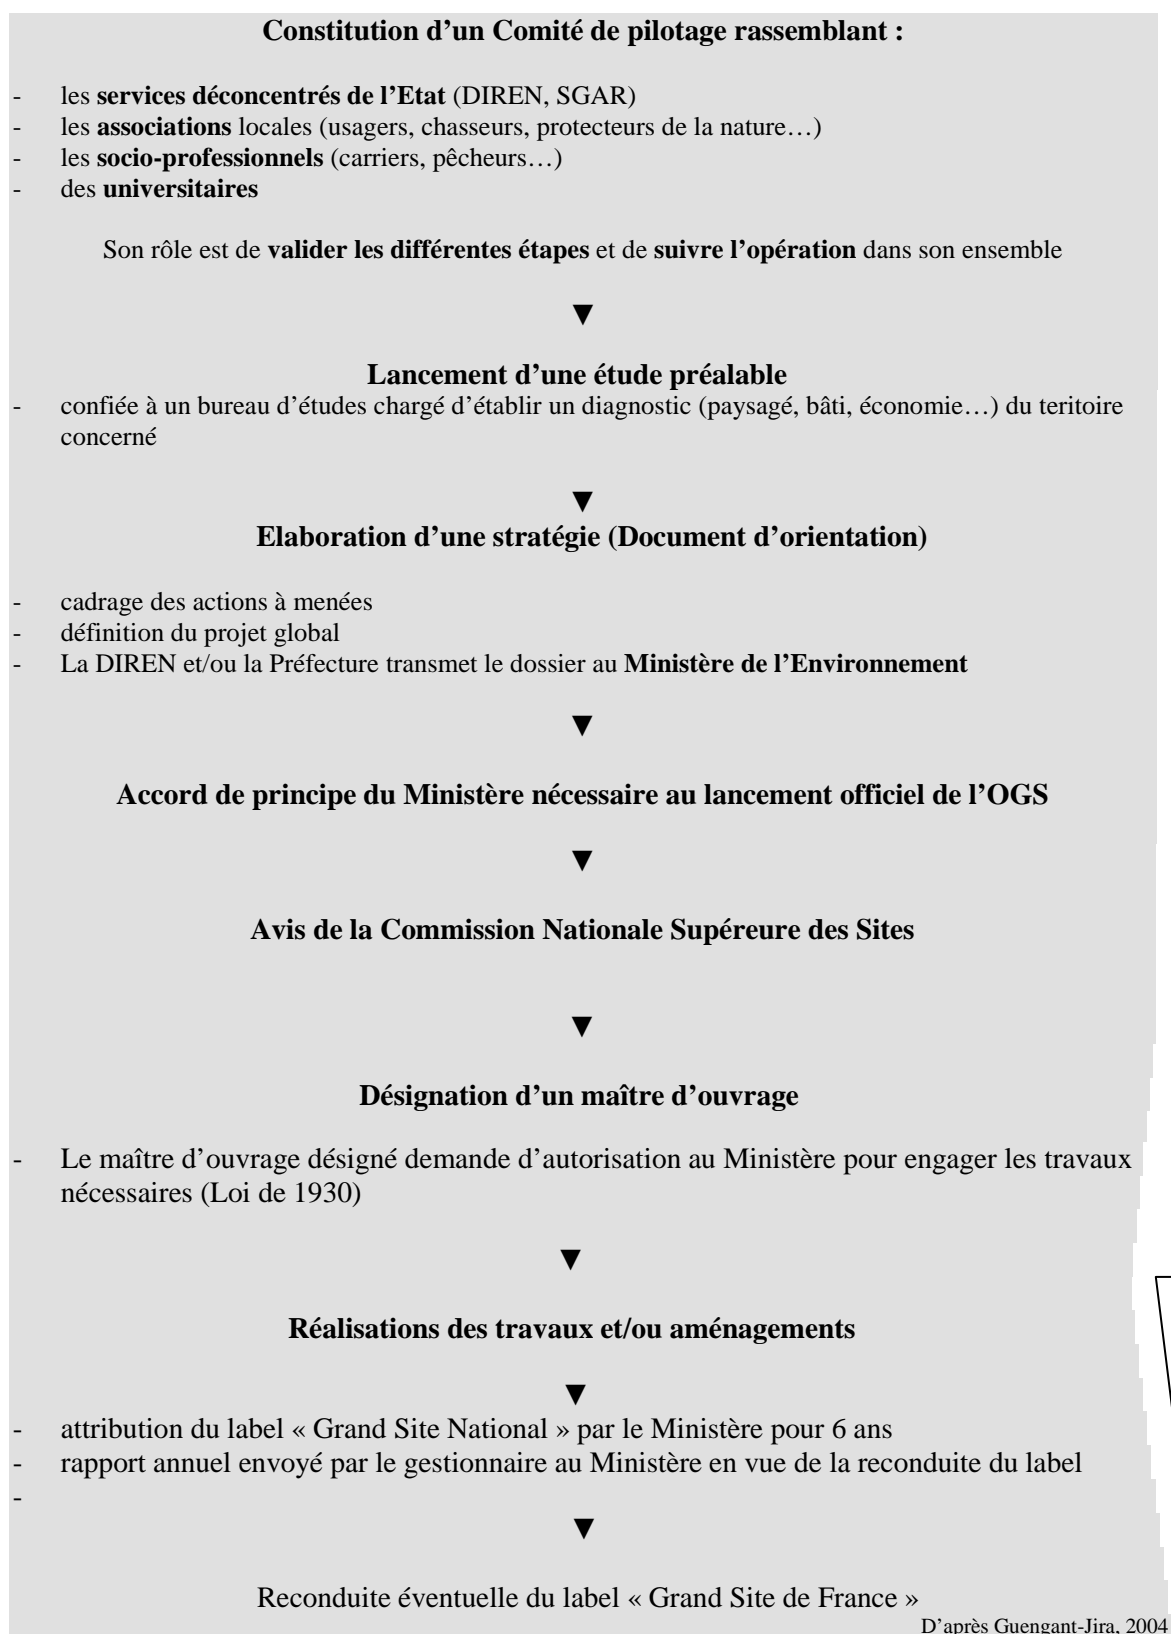 Constitution d’un Comité de pilotage rassemblant :
- les services déconcentrés de l’Etat (DIREN, SGAR)
- les associations locales (usagers, chasseurs, protecteurs de la nature…)
- les socio-professionnels (carriers, pêcheurs…)
- des universitaires
Son rôle est de valider les différentes étapes et de suivre l’opération dans son ensemble
▼
Lancement d’une étude préalable
- confiée à un bureau d’études chargé d’établir un diagnostic (paysagé, bâti, économie…) du teritoire
concerné
▼
Elaboration d’une stratégie (Document d’orientation)
- cadrage des actions à menées
- définition du projet global
- La DIREN et/ou la Préfecture transmet le dossier au Ministère de l’Environnement
▼
Accord de principe du Ministère nécessaire au lancement officiel de l’OGS
▼
Avis de la Commission Nationale Supéreure des Sites
▼
Désignation d’un maître d’ouvrage
- Le maître d’ouvrage désigné demande d’autorisation au Ministère pour engager les travaux
nécessaires (Loi de 1930)
▼
Réalisations des travaux et/ou aménagements
▼
- attribution du label « Grand Site National » par le Ministère pour 6 ans
- rapport annuel envoyé par le gestionnaire au Ministère en vue de la reconduite du label
-
▼
Reconduite éventuelle du label « Grand Site de France »
D’après Guengant-Jira, 2004